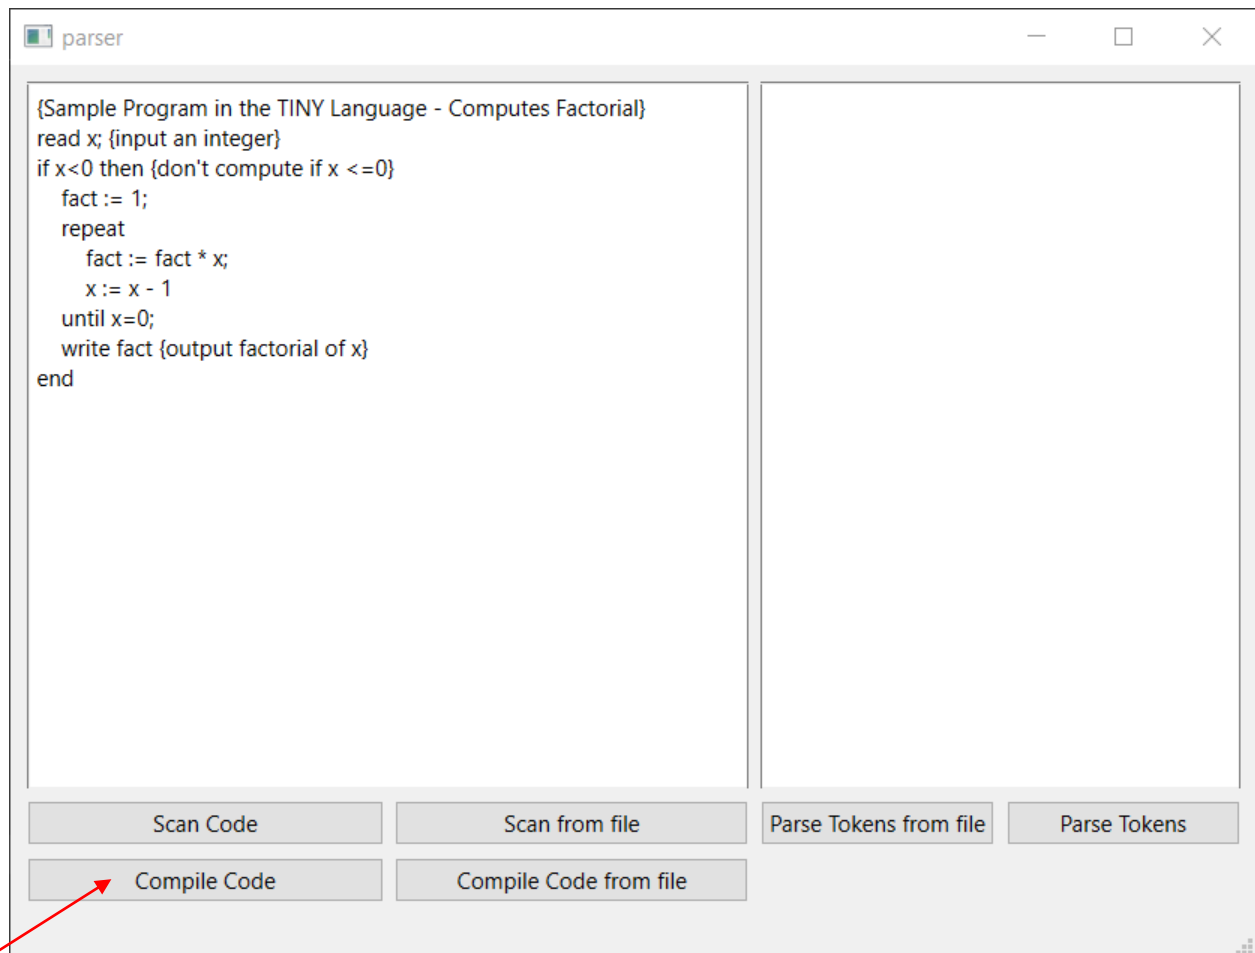 parser
{Sample Program in the TINY Language - Computes Factorial}
read x; {input an integer}
if x<0 then {don't compute if x <=0}
fact := 1;
repeat
fact := fact * x;
x := x - 1
until x=0;
write fact {output factorial of x}
end
Scan Code
Scan from file
Parse Tokens from file
Parse Tokens
Compile Code
Compile Code from file